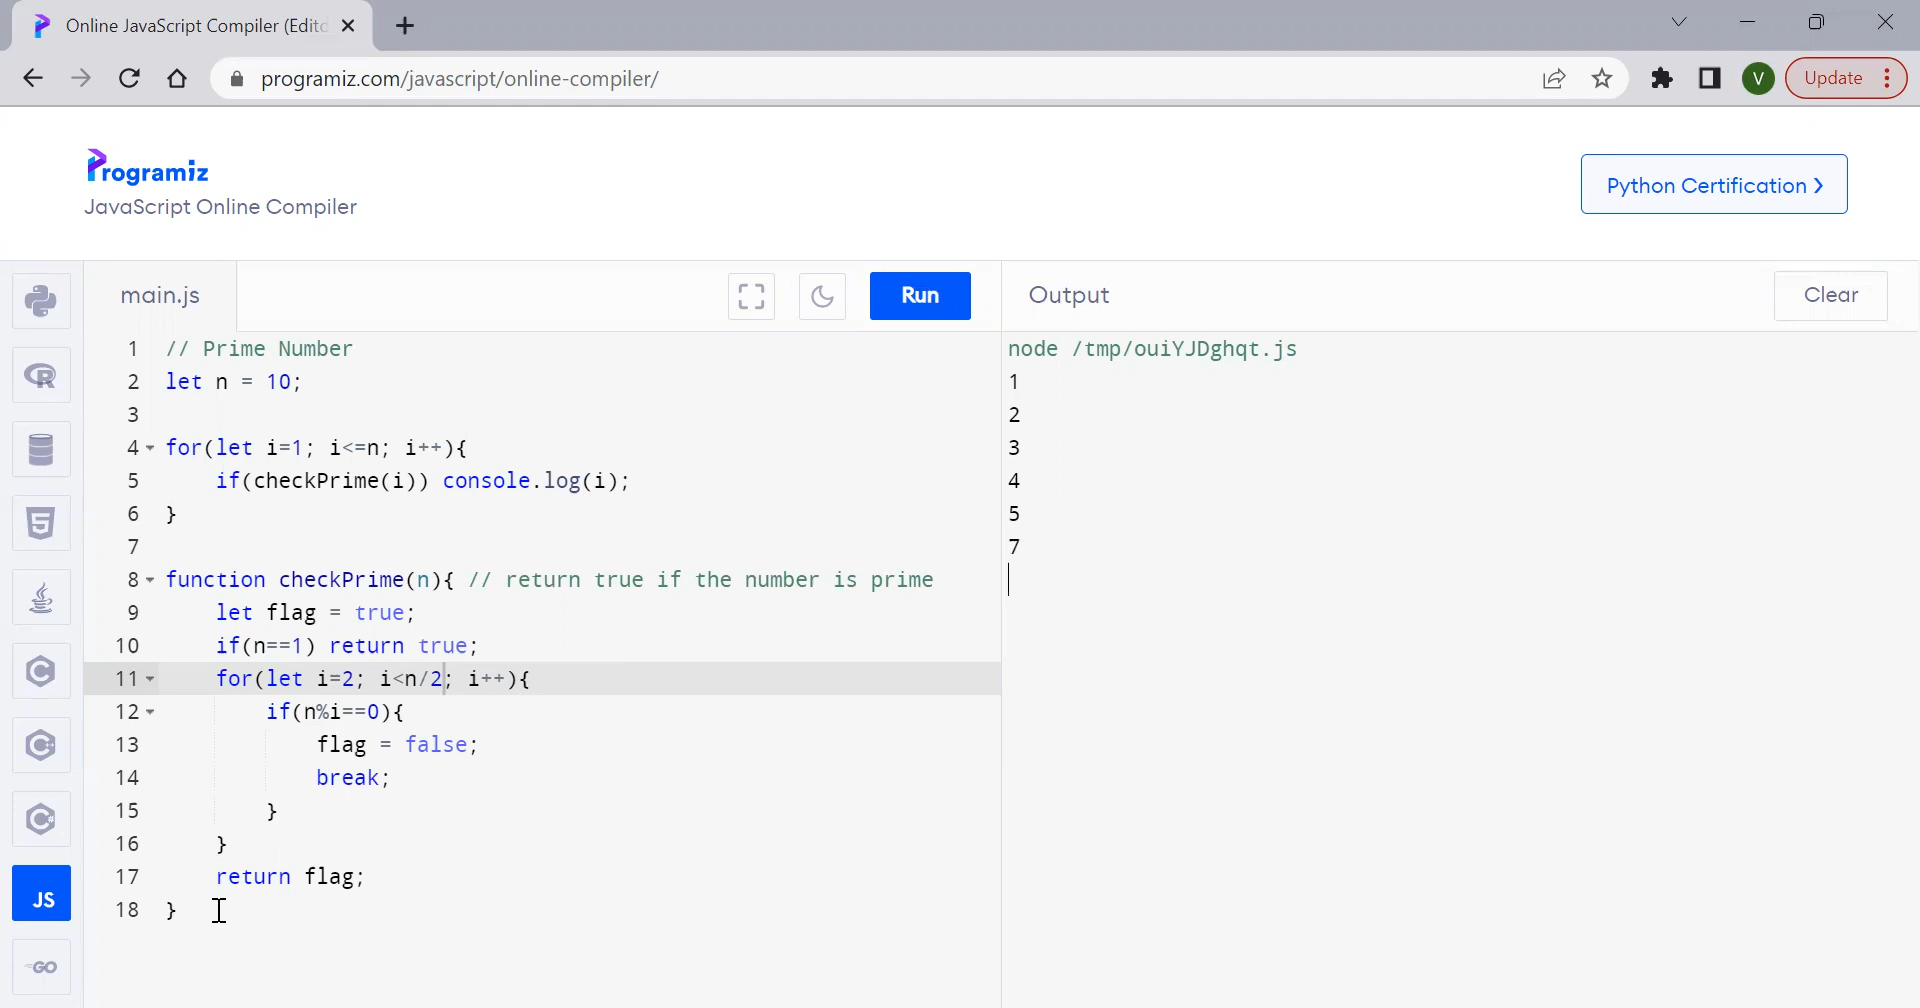 Online JavaScript Compiler (Edito
programiz.com/javascript/online-compiler/
V
Update
Programiz
JavaScript Online Compiler
Python Certification
main.js
Run
Output
Clear
1 // Prime Number
2 let n = 10;
3
4 for(let i=1; i<=n; i++){
5 if(checkPrime(i)) console.log(i);
6 }
7
8 function checkPrime(n){ // return true if the number is prime
9 let flag = true;
10 if(n==1) return true;
11 for(let i=2; i<n/2; i++){
12 if(n%i==0){
13 flag = false;
14 break;
15 }
16 }
17 return flag;
18 }
node /tmp/ouiYJDghqt.js
1
2
3
4
5
7
R
5
C
C++
C#
JS
GO